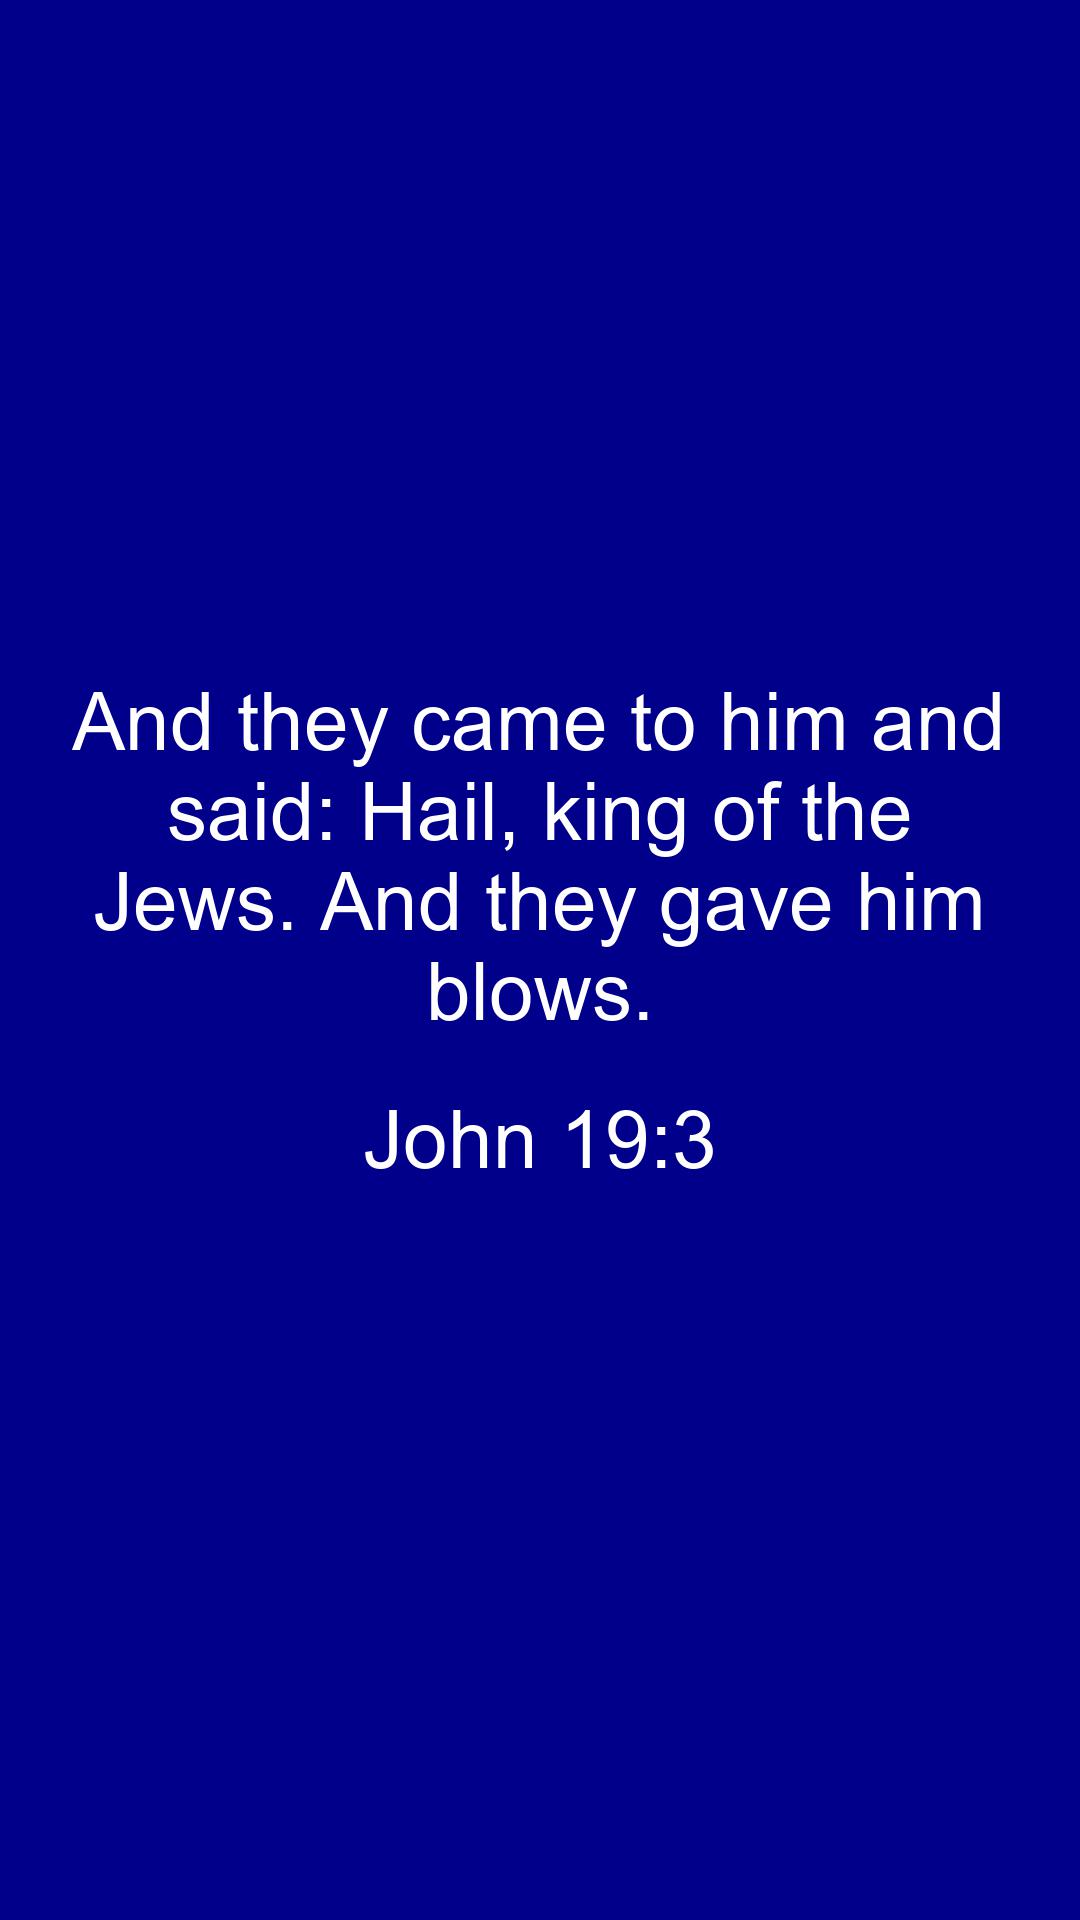 And they came to him and
said: Hail, king of the
Jews. And they gave him
blows.
John 19:3